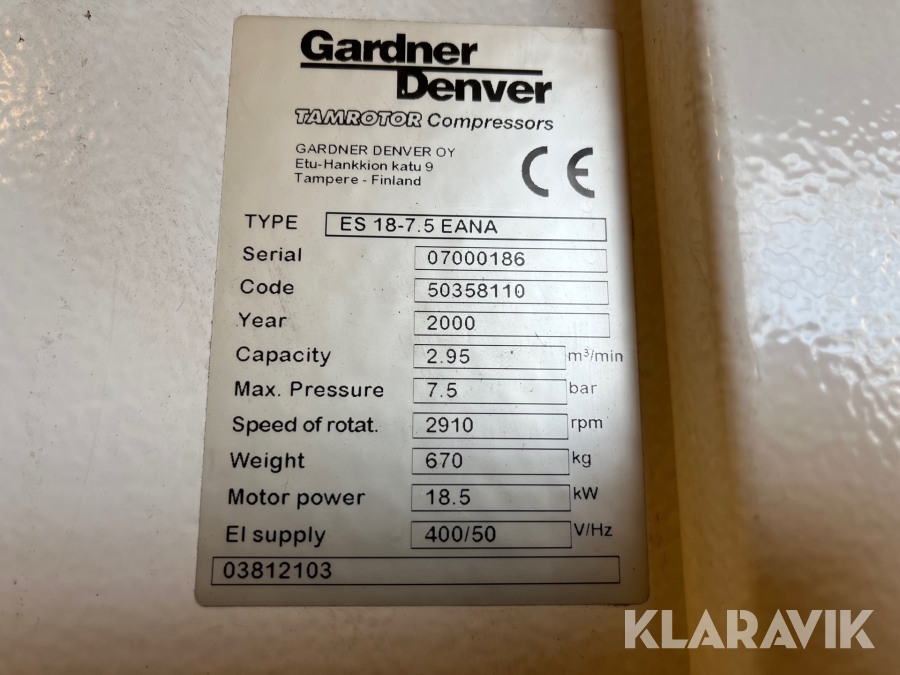 Gardner
Denver
TAMROTOR Compressors
GARDNER DENVER OY
Etu-Hankkion katu 9
Tampere - Finland
CE
TYPE ES 18-7.5 EANA
Serial 07000186
Code 50358110
Year 2000
Capacity 2.95 m³/min
Max. Pressure 7.5 bar
Speed of rotat. 2910 rpm
Weight 670 kg
Motor power 18.5 kW
El supply 400/50 V/Hz
03812103
KLARAVIK